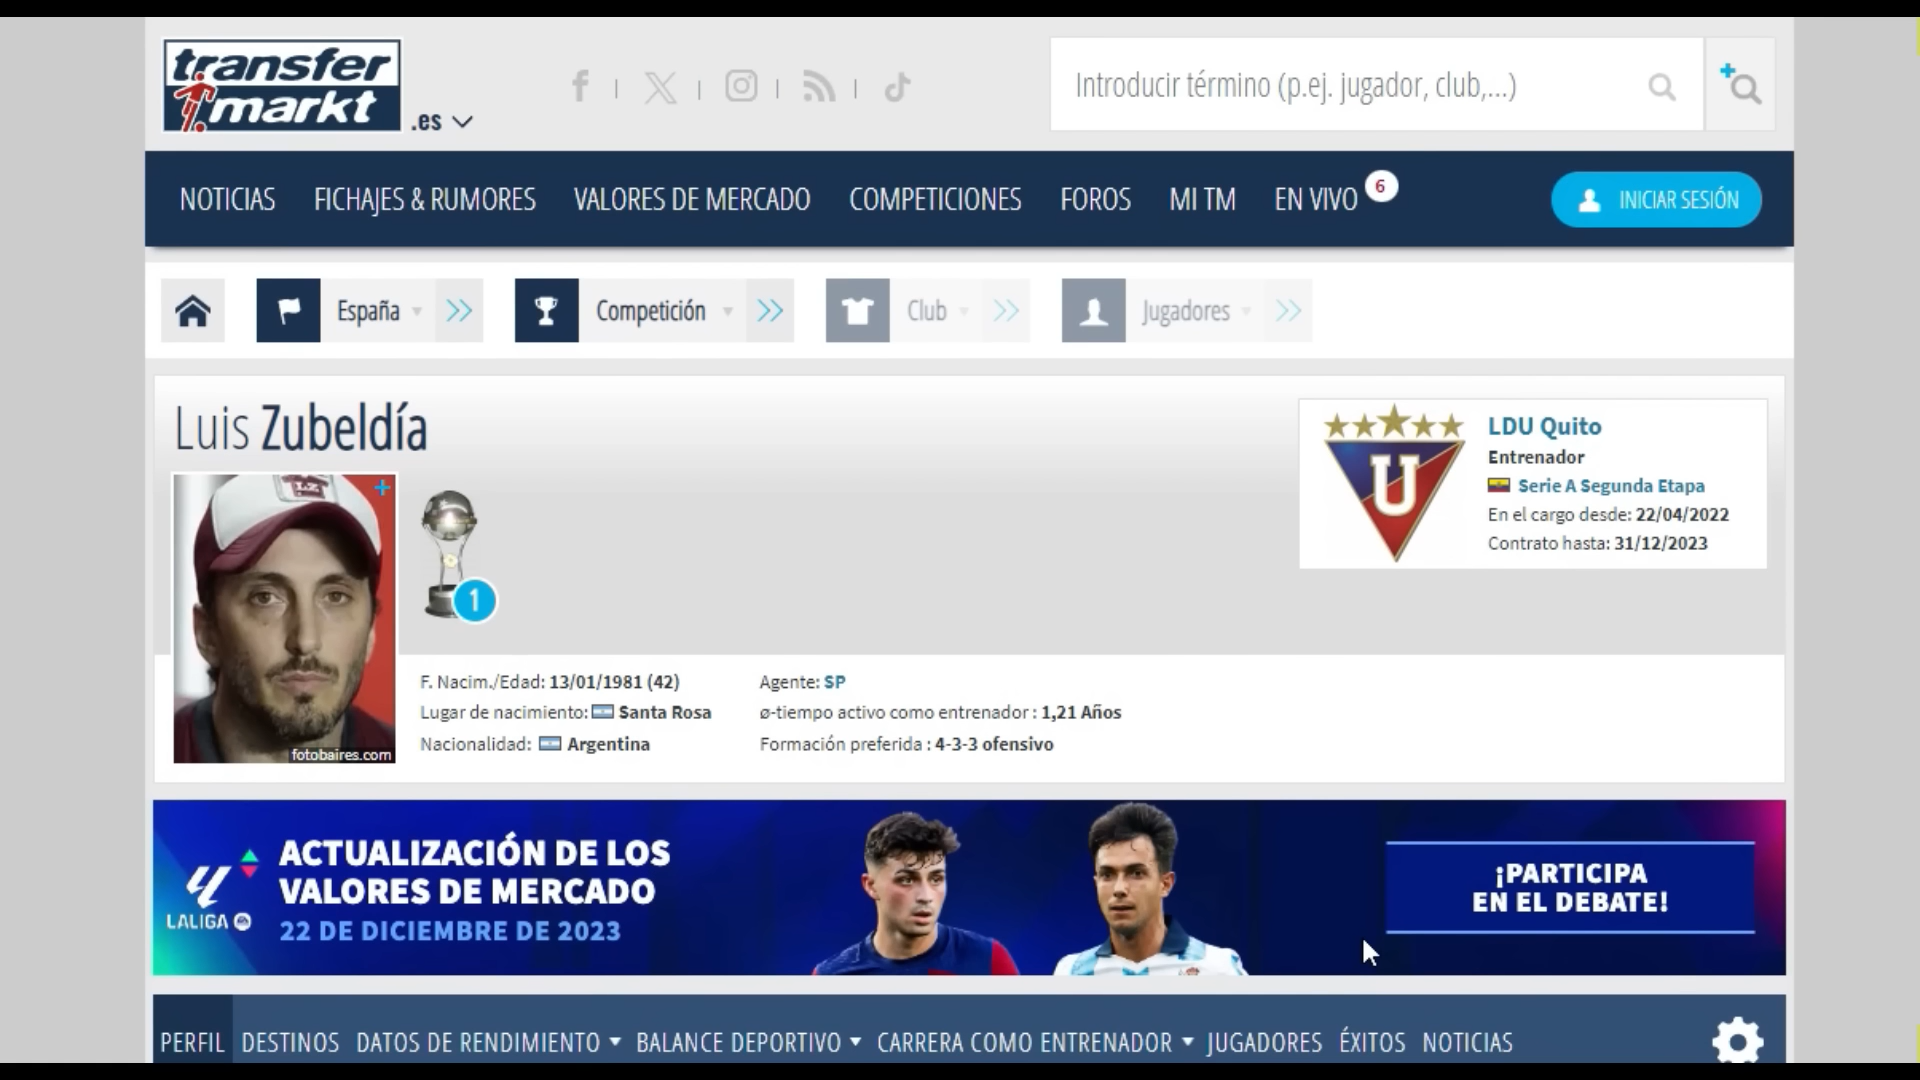 transfer
markt
.es
Introducir término (p.ej. jugador, club,...)
NOTICIAS
FICHAJES & RUMORES
VALORES DE MERCADO
COMPETICIONES
FOROS
MI TM
EN VIVO
6
INICIAR SESIÓN
España
Competición
Club
Jugadores
Luis Zubeldía
LZ
fotobaires.com
1
U
LDU Quito
Entrenador
Serie A Segunda Etapa
En el cargo desde: 22/04/2022
Contrato hasta: 31/12/2023
F. Nacim./Edad: 13/01/1981 (42)
Lugar de nacimiento: Santa Rosa
Nacionalidad: Argentina
Agente: SP
ø-tiempo activo como entrenador : 1,21 Años
Formación preferida : 4-3-3 ofensivo
LALIGA
ACTUALIZACIÓN DE LOS
VALORES DE MERCADO
22 DE DICIEMBRE DE 2023
¡PARTICIPA
EN EL DEBATE!
PERFIL
DESTINOS
DATOS DE RENDIMIENTO
BALANCE DEPORTIVO
CARRERA COMO ENTRENADOR
JUGADORES
ÉXITOS
NOTICIAS